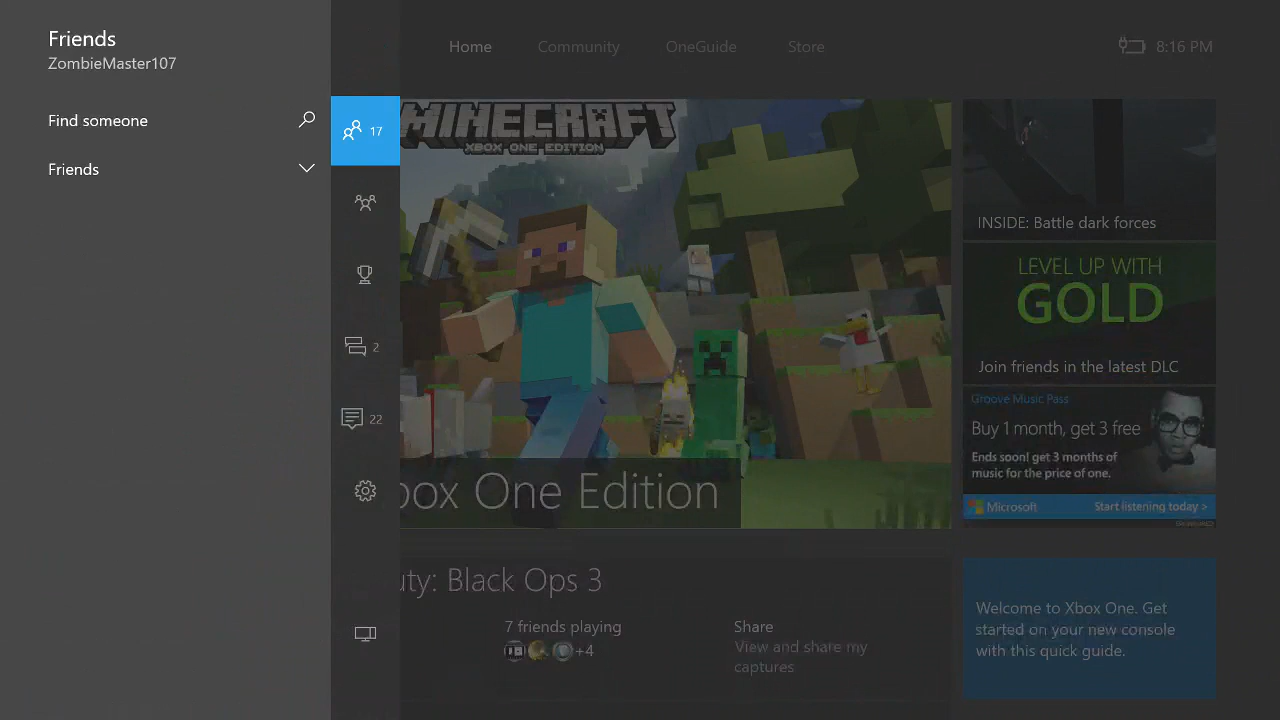 Friends
ZombieMaster107
Find someone
Friends
17
2
22
Home
Community
OneGuide
Store
8:16 PM
MINECRAFT
XBOX ONE EDITION
box One Edition
INSIDE: Battle dark forces
LEVEL UP WITH
GOLD
Join friends in the latest DLC
Groove Music Pass
Buy 1 month, get 3 free
Ends soon! get 3 months of
music for the price of one.
Microsoft
Start listening today >
uty: Black Ops 3
7 friends playing
+4
Share
View and share my
captures
Welcome to Xbox One. Get
started on your new console
with this quick guide.